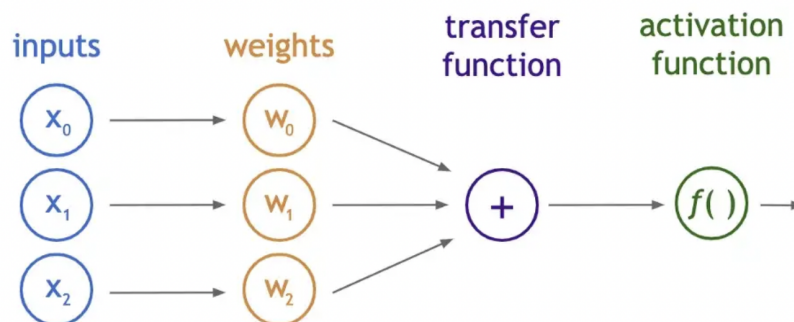 inputs
weights
transfer
function
activation
function
x₀
w₀
x₁
w₁
+
f( )
x₂
w₂